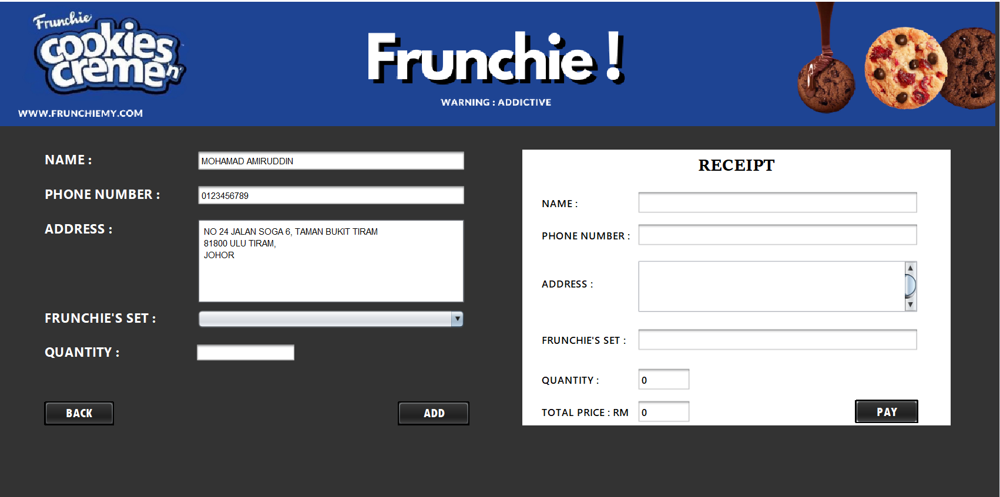 Frunchie
cookies
n'
creme
WWW.FRUNCHIEMY.COM
Frunchie !
WARNING : ADDICTIVE
NAME :
MOHAMAD AMIRUDDIN
PHONE NUMBER :
0123456789
ADDRESS :
NO 24 JALAN SOGA 6, TAMAN BUKIT TIRAM
81800 ULU TIRAM,
JOHOR
FRUNCHIE'S SET :
QUANTITY :
BACK
ADD
RECEIPT
NAME :
PHONE NUMBER :
ADDRESS :
FRUNCHIE'S SET :
QUANTITY :
0
TOTAL PRICE : RM
0
PAY